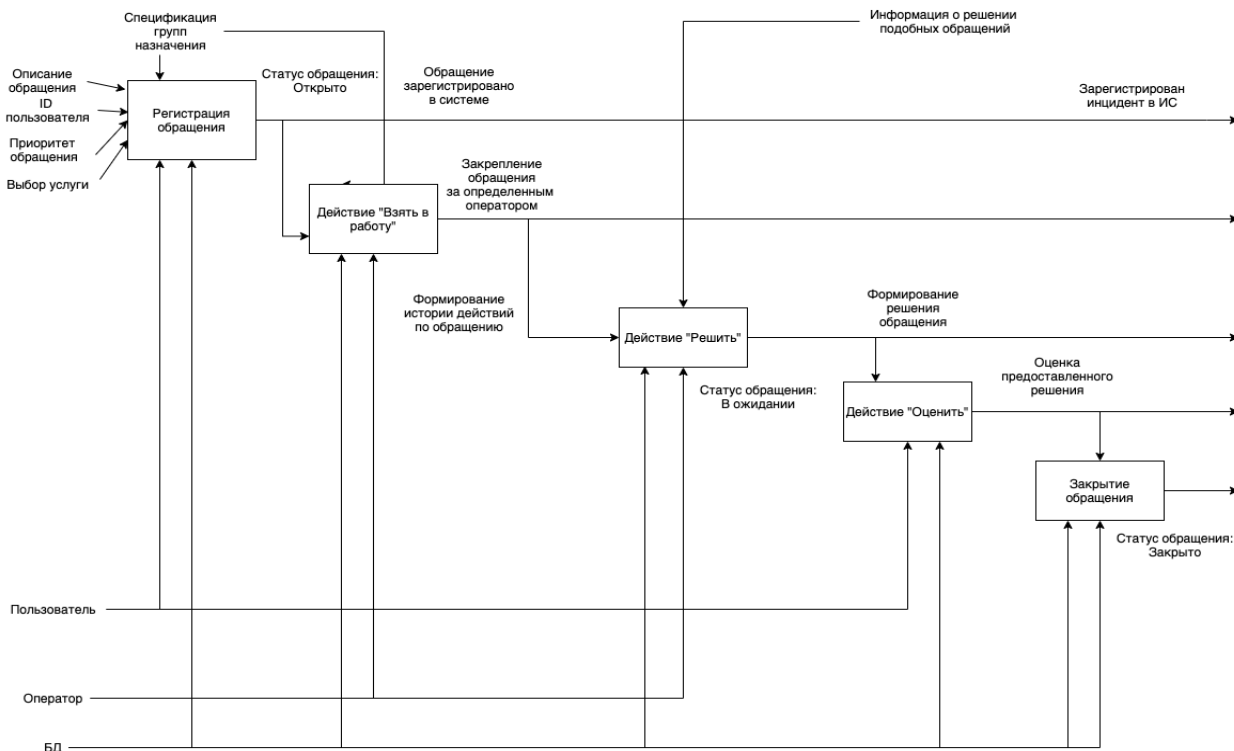 Спецификация
групп
назначения
Информация о решении
подобных обращений
Описание
обращения
ID
пользователя
Приоритет
обращения
Выбор услуги
Регистрация
обращения
Статус обращения:
Открыто
Обращение
зарегистрировано
в системе
Зарегистрирован
инцидент в ИС
Действие "Взять в
работу"
Закрепление
обращения
за определенным
оператором
Формирование
истории действий
по обращению
Действие "Решить"
Формирование
решения
обращения
Статус обращения:
В ожидании
Действие "Оценить"
Оценка
предоставленного
решения
Закрытие
обращения
Статус обращения:
Закрыто
Пользователь
Оператор
БД